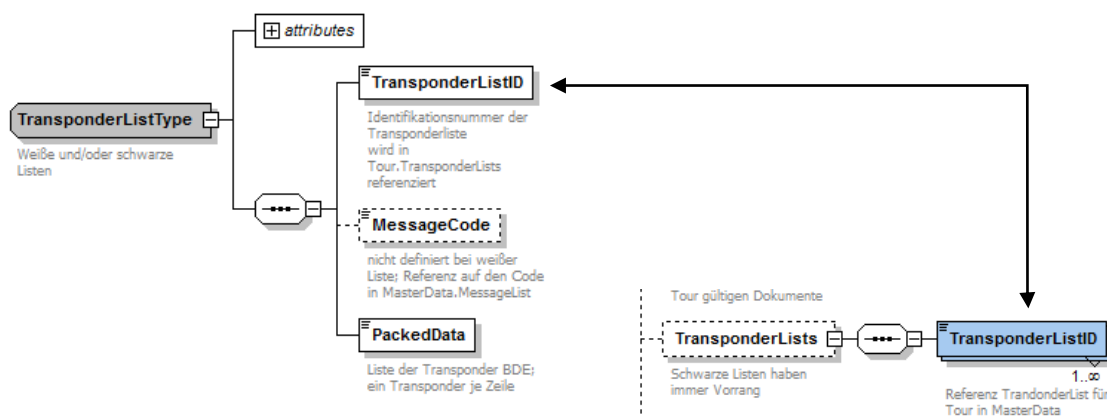 attributes
TransponderListType
Weiße und/oder schwarze
Listen
TransponderListID
Identifikationsnummer der
Transponderliste
wird in
Tour.TransponderLists
referenziert
MessageCode
nicht definiert bei weißer
Liste; Referenz auf den Code
in MasterData.MessageList
PackedData
Liste der Transponder BDE;
ein Transponder je Zeile
Tour gültigen Dokumente
TransponderLists
Schwarze Listen haben
immer Vorrang
TransponderListID
1..∞
Referenz TrandonderList für
Tour in MasterData